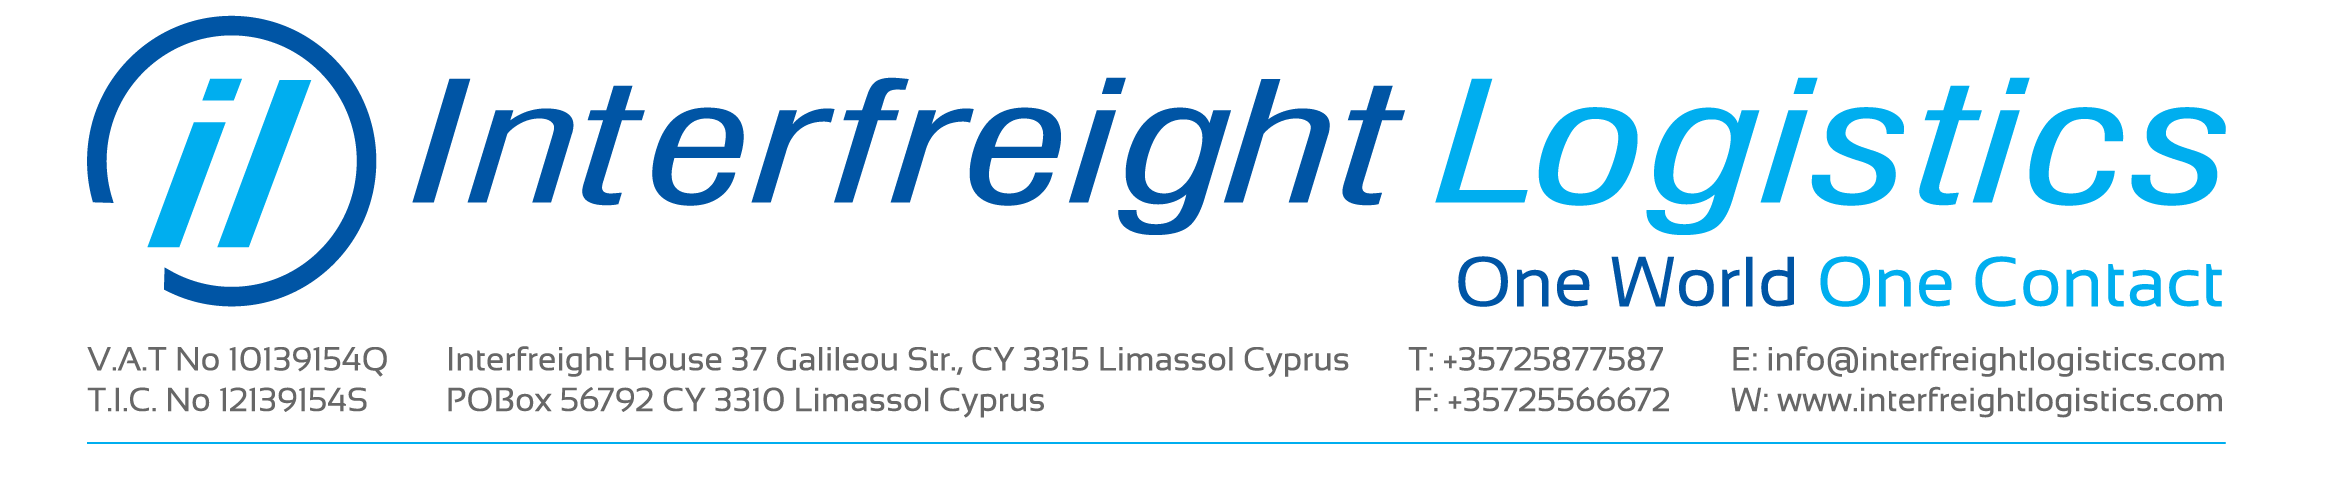 il Interfreight Logistics
One World One Contact
V.A.T No 10139154Q Interfreight House 37 Galileou Str., CY 3315 Limassol Cyprus T: +35725877587 E: info@interfreightlogistics.com
T.I.C. No 12139154S POBox 56792 CY 3310 Limassol Cyprus F: +35725566672 W: www.interfreightlogistics.com